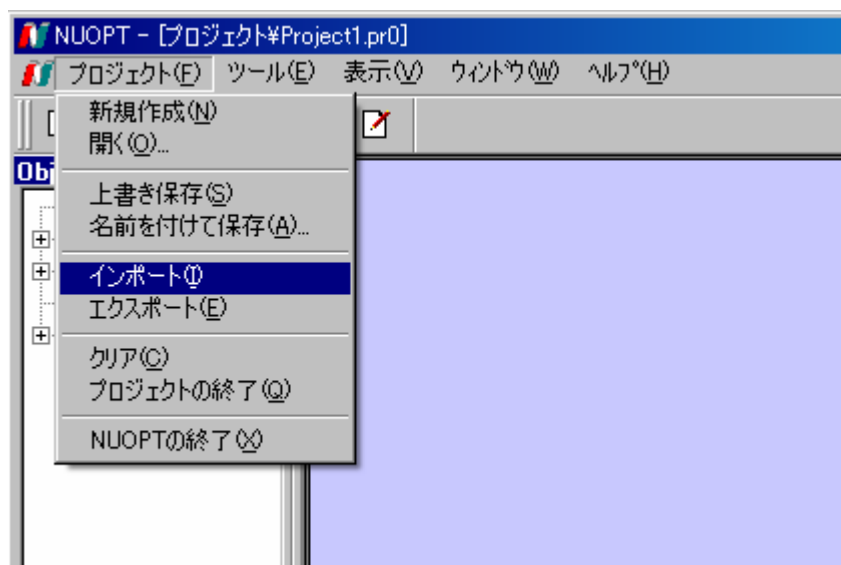 NUOPT - [プロジェクト¥Project1.pr0]
プロジェクト(F) ツール(E) 表示(V) ウィンドウ(W) ヘルプ(H)
新規作成(N)
開く(O)...
Obj
上書き保存(S)
名前を付けて保存(A)...
インポート(I)
エクスポート(E)
クリア(C)
プロジェクトの終了(Q)
NUOPTの終了(X)